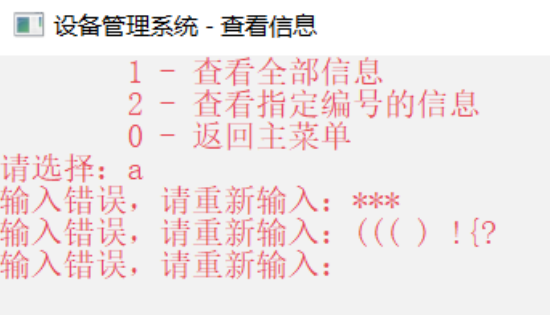 设备管理系统 - 查看信息
1 - 查看全部信息
2 - 查看指定编号的信息
0 - 返回主菜单
请选择：a
输入错误，请重新输入：***
输入错误，请重新输入：((( ) !{?
输入错误，请重新输入：